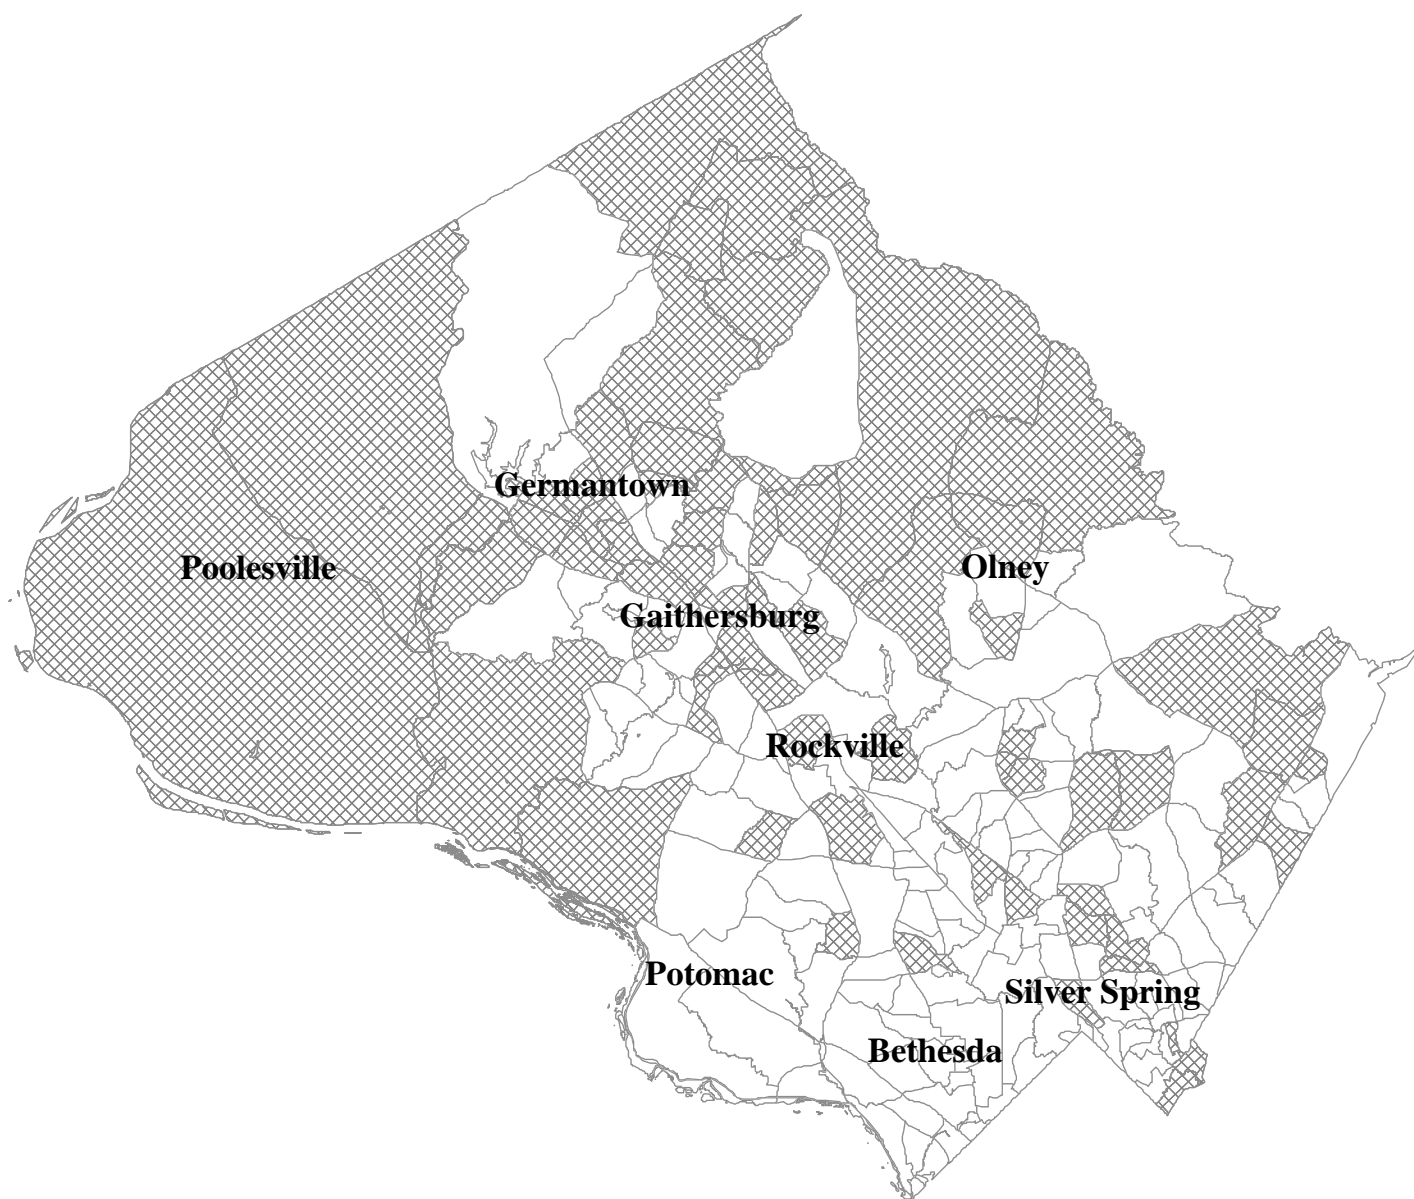 Germantown
Poolesville
Olney
Gaithersburg
Rockville
Potomac
Silver Spring
Bethesda